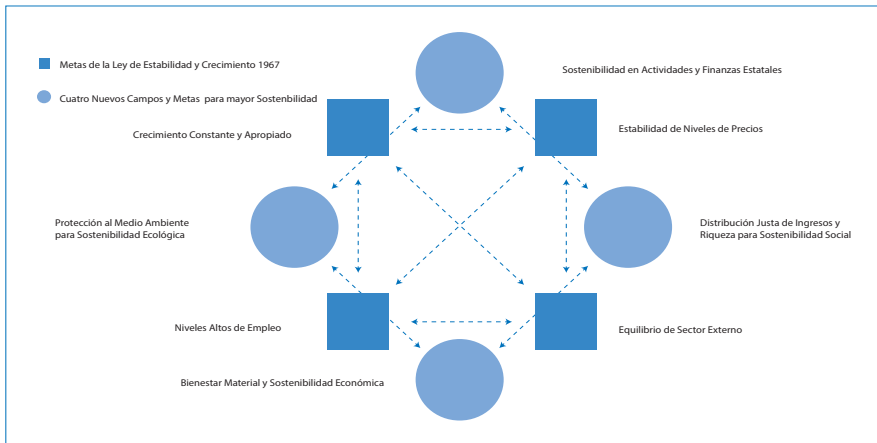 Metas de la Ley de Estabilidad y Crecimiento 1967
Sostenibilidad en Actividades y Finanzas Estatales
Cuatro Nuevos Campos y Metas para mayor Sostenbilidad
Crecimiento Constante y Apropiado
Estabilidad de Niveles de Precios
Protección al Medio Ambiente
para Sostenibilidad Ecológica
Distribución Justa de Ingresos y
Riqueza para Sostenibilidad Social
Niveles Altos de Empleo
Equilibrio de Sector Externo
Bienestar Material y Sostenibilidad Económica